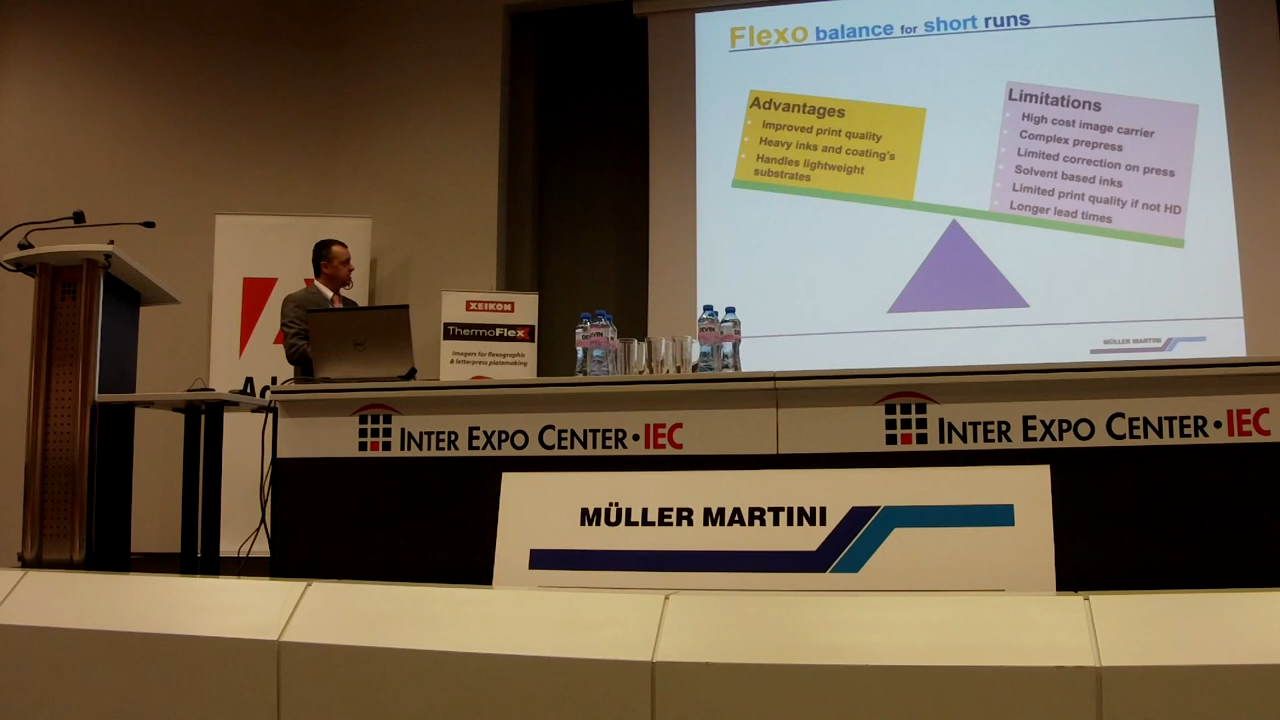 Flexo balance for short runs
Advantages
Improved print quality
Heavy inks and coating's
Handles lightweight
substrates
Limitations
High cost image carrier
Complex prepress
Limited correction on press
Solvent based inks
Limited print quality if not HD
Longer lead times
MÜLLER MARTINI
XEIKON
ThermoFlexX
imagers for flexographic
& letterpress platemaking
DEVIN
INTER EXPO CENTER•IEC
INTER EXPO CENTER•IEC
MÜLLER MARTINI